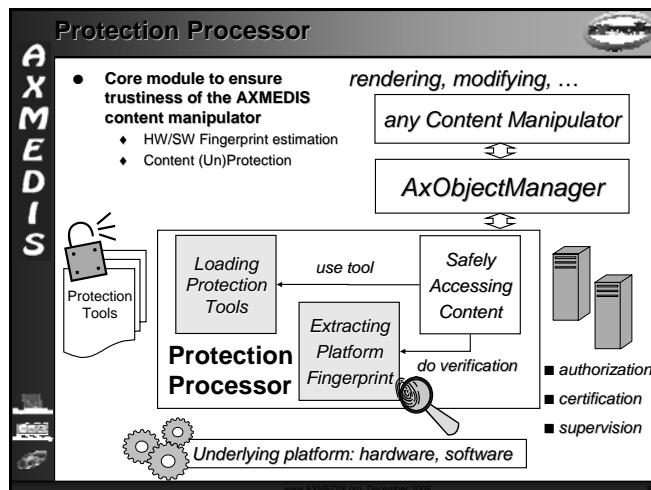 Protection Processor
AXMEDIS
● Core module to ensure
trustiness of the AXMEDIS
content manipulator
♦ HW/SW Fingerprint estimation
♦ Content (Un)Protection
rendering, modifying, …
any Content Manipulator
AxObjectManager
Protection
Tools
Loading
Protection
Tools
use tool
Safely
Accessing
Content
Extracting
Platform
Fingerprint
do verification
Protection
Processor
■ authorization
■ certification
■ supervision
Underlying platform: hardware, software